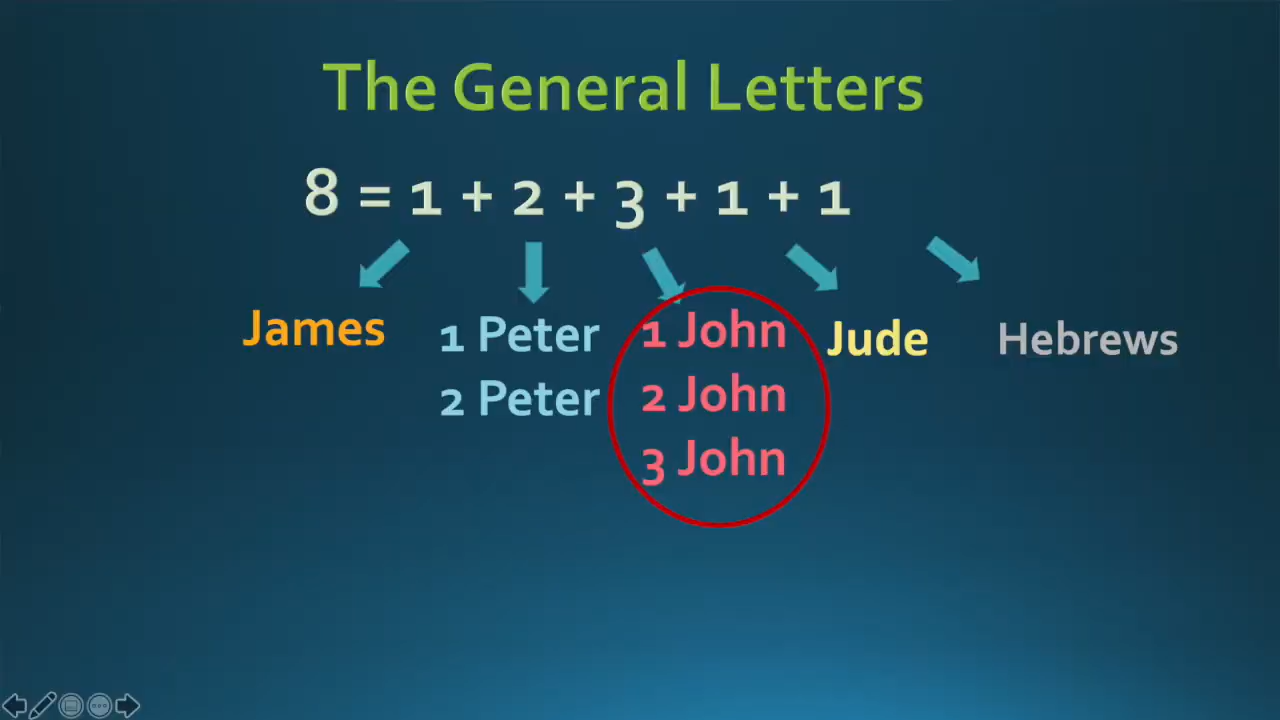 The General Letters
8 = 1 + 2 + 3 + 1 + 1
James
1 Peter
2 Peter
1 John
2 John
3 John
Jude
Hebrews